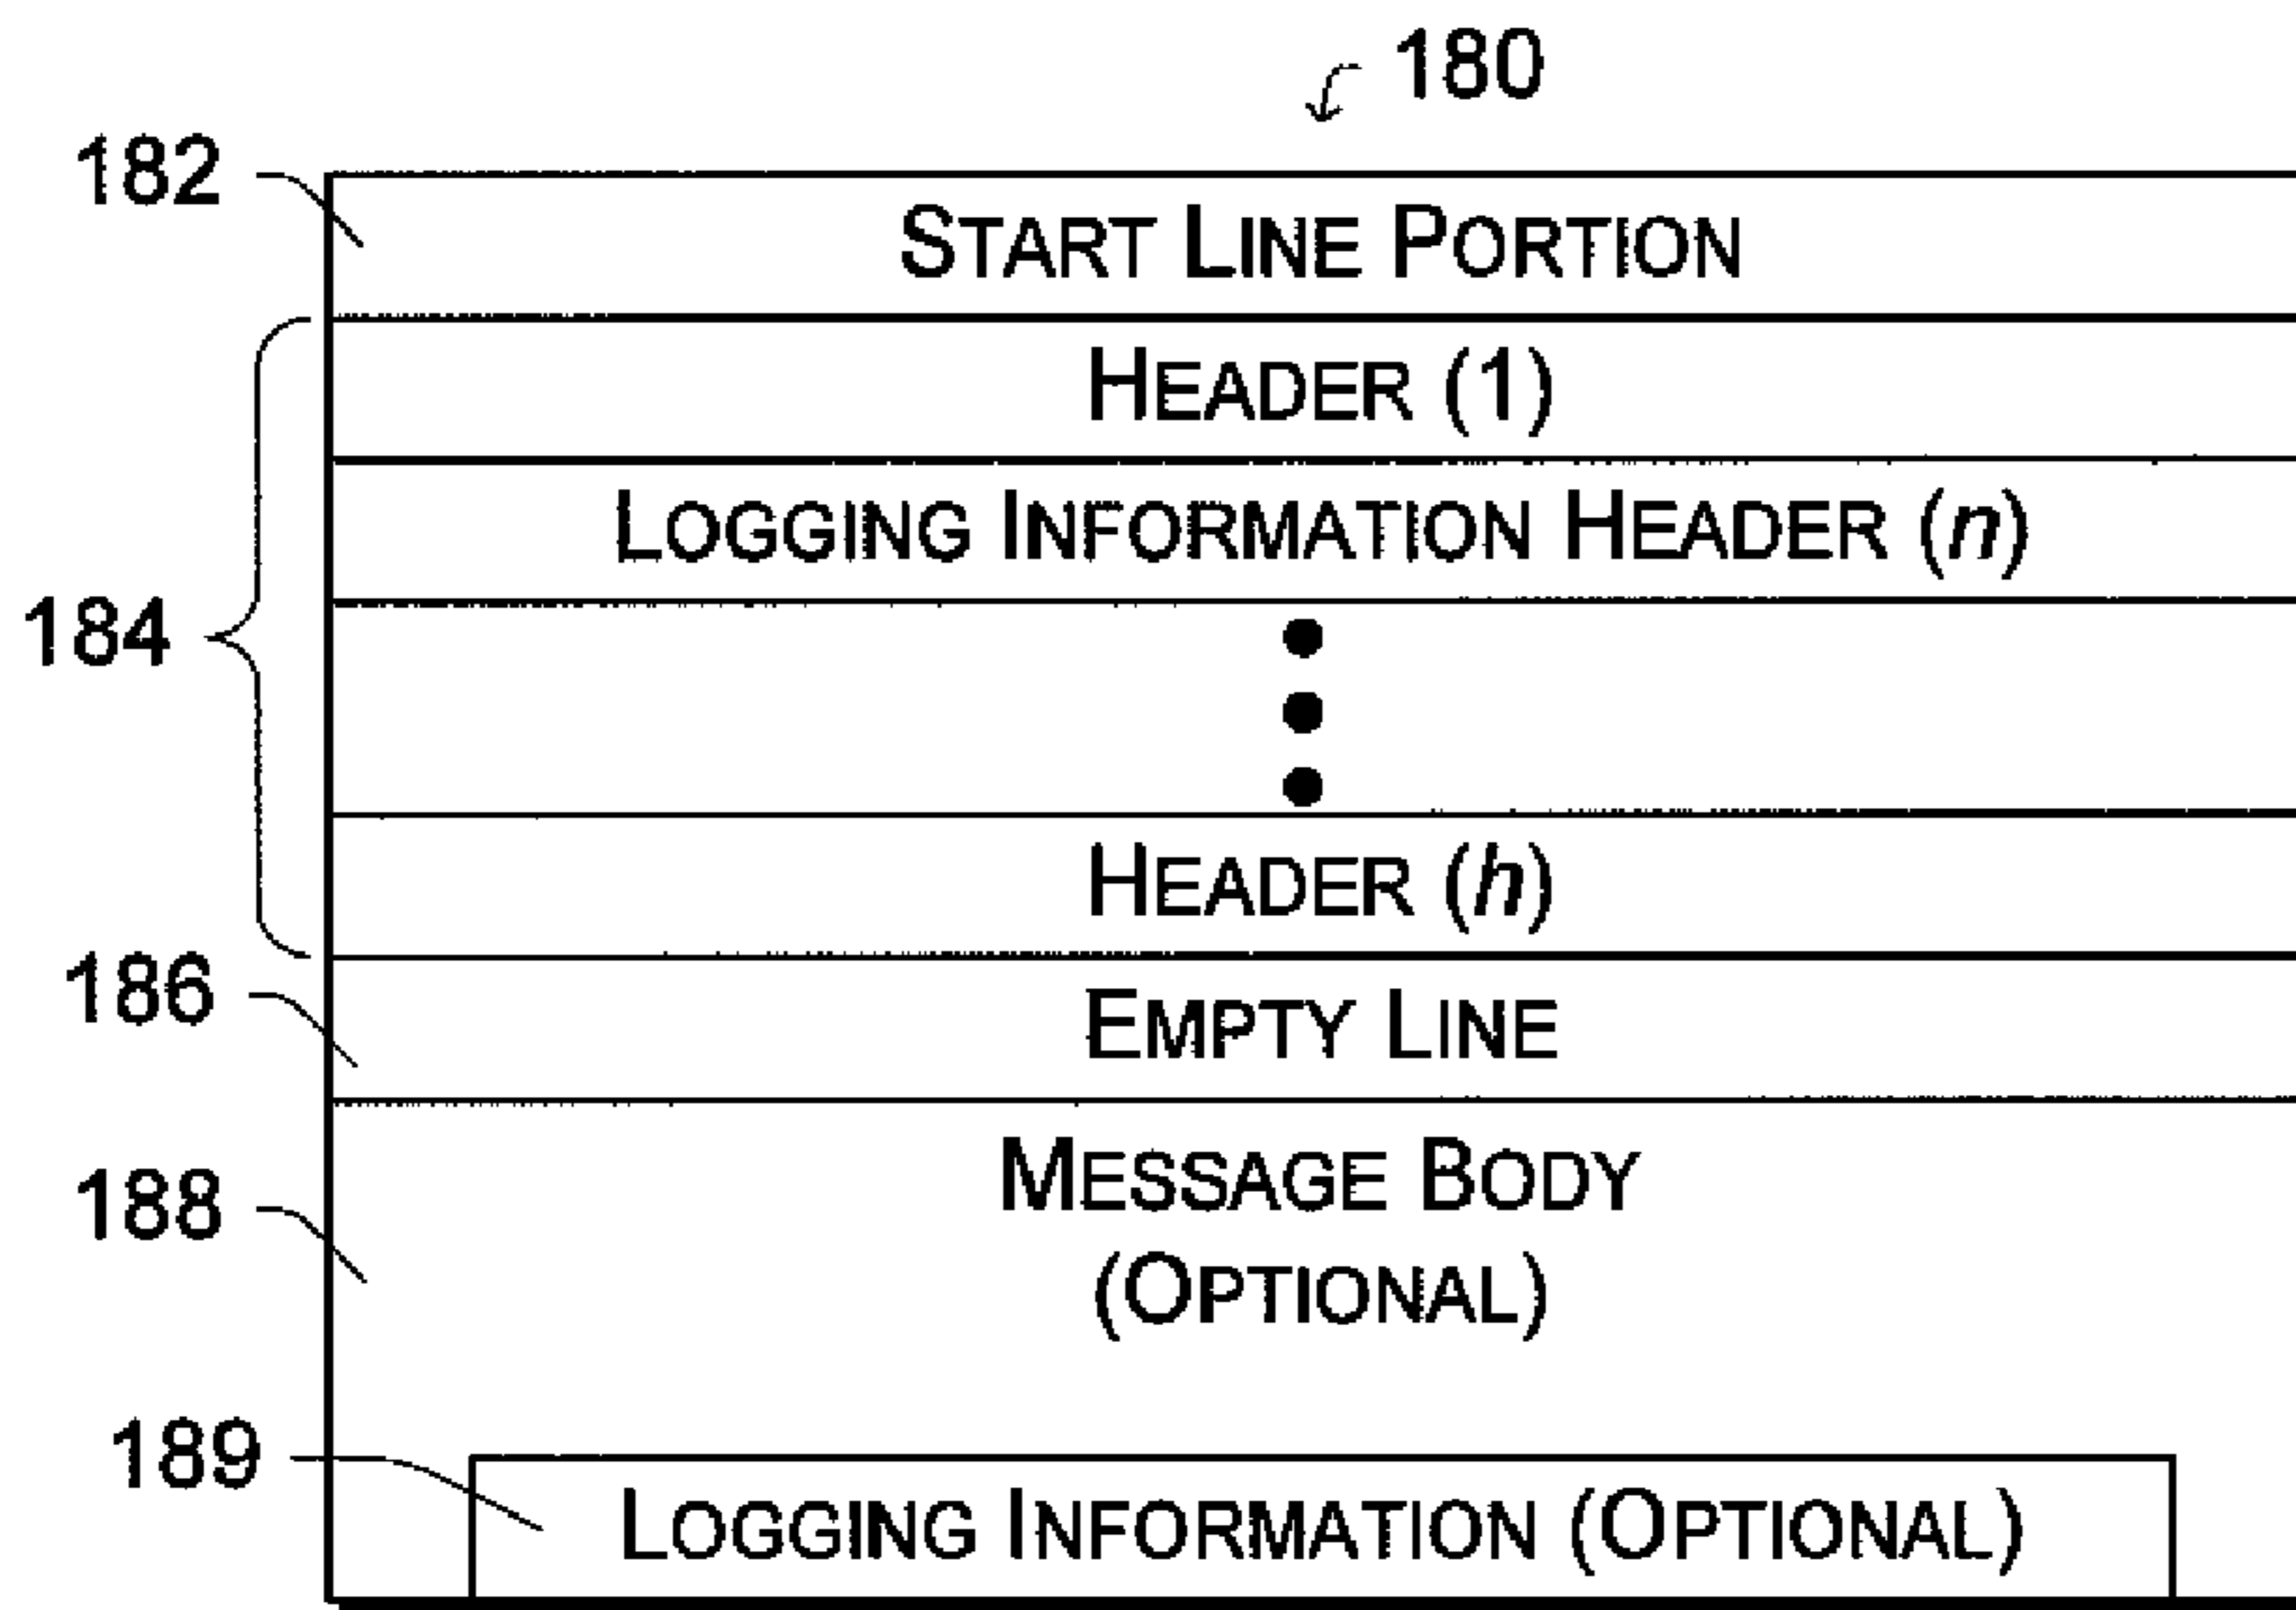 180
182
START LINE PORTION
HEADER (1)
LOGGING INFORMATION HEADER (n)
184
HEADER (h)
186
EMPTY LINE
188
MESSAGE BODY
(OPTIONAL)
189
LOGGING INFORMATION (OPTIONAL)